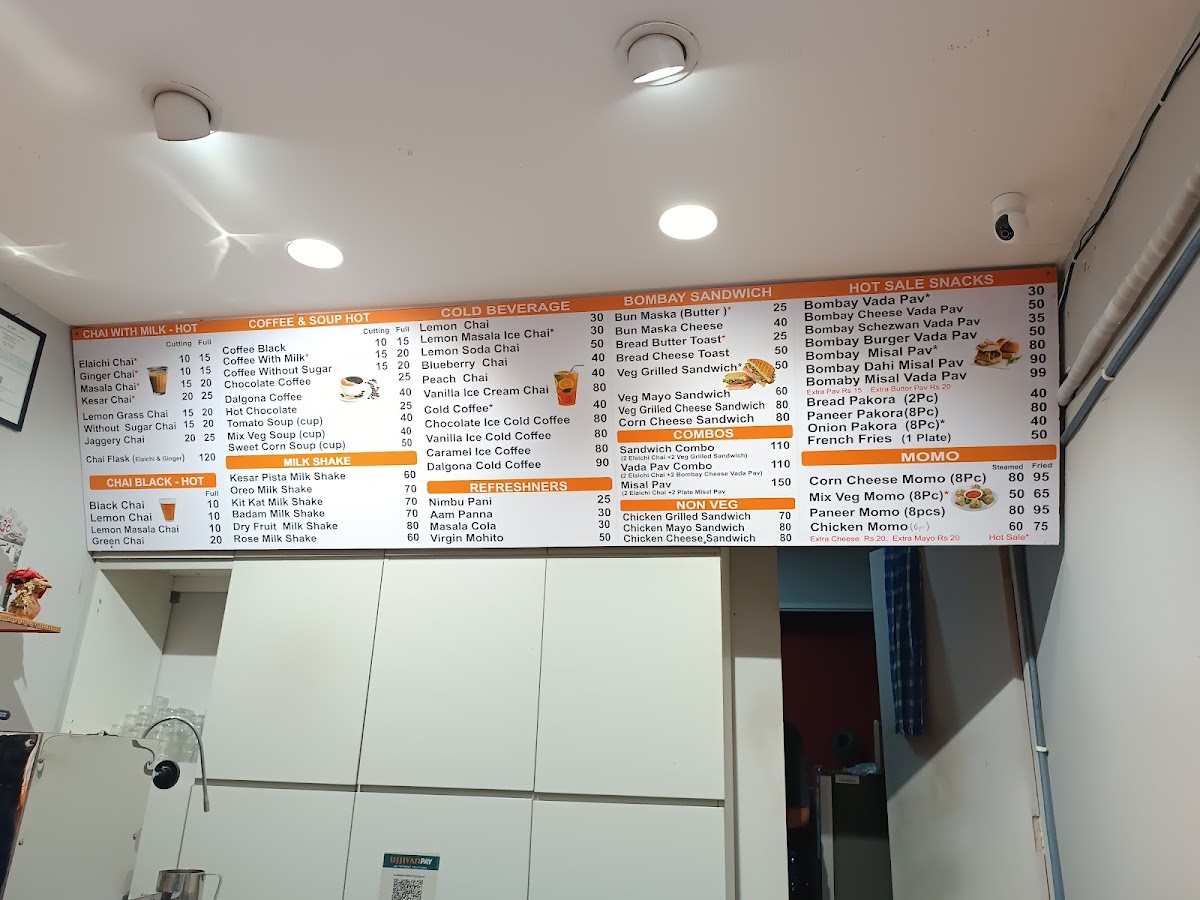 CHAI WITH MILK - HOT
Cutting Full
Elaichi Chai* 10 15
Ginger Chai* 10 15
Masala Chai* 15 20
Kesar Chai* 20 25
Lemon Grass Chai 15 20
Without Sugar Chai 15 20
Jaggery Chai 20 25
Chai Flask (Elaichi & Ginger) 120
CHAI BLACK - HOT
Full
Black Chai 10
Lemon Chai 10
Lemon Masala Chai 10
Green Chai 20
COFFEE & SOUP HOT
Cutting Full
Coffee Black 10 15
Coffee With Milk* 15 20
Coffee Without Sugar 15 20
Chocolate Coffee 25
Dalgona Coffee 40
Hot Chocolate 25
Tomato Soup (cup) 40
Mix Veg Soup (cup) 40
Sweet Corn Soup (cup) 50
MILK SHAKE
Kesar Pista Milk Shake 60
Oreo Milk Shake 70
Kit Kat Milk Shake 70
Badam Milk Shake 70
Dry Fruit Milk Shake 80
Rose Milk Shake 60
COLD BEVERAGE
Lemon Chai 30
Lemon Masala Ice Chai* 30
Lemon Soda Chai 50
Blueberry Chai 40
Peach Chai 40
Vanilla Ice Cream Chai 80
Cold Coffee* 40
Chocolate Ice Cold Coffee 80
Vanilla Ice Cold Coffee 80
Caramel Ice Coffee 80
Dalgona Cold Coffee 90
REFRESHNERS
Nimbu Pani 25
Aam Panna 30
Masala Cola 30
Virgin Mohito 50
BOMBAY SANDWICH
Bun Maska (Butter )* 25
Bun Maska Cheese 40
Bread Butter Toast* 25
Bread Cheese Toast 50
Veg Grilled Sandwich* 50
Veg Mayo Sandwich 60
Veg Grilled Cheese Sandwich 80
Corn Cheese Sandwich 80
COMBOS
Sandwich Combo 110
(2 Elaichi Chai +2 Veg Grilled Sandwich)
Vada Pav Combo 110
(2 Elaichi Chai +2 Bombay Cheese Vada Pav)
Misal Pav 150
(2 Elaichi Chai +2 Plate Misal Pav
NON VEG
Chicken Grilled Sandwich 70
Chicken Mayo Sandwich 80
Chicken Cheese Sandwich 80
HOT SALE SNACKS
Bombay Vada Pav* 30
Bombay Cheese Vada Pav 50
Bombay Schezwan Vada Pav 35
Bombay Burger Vada Pav 50
Bombay Misal Pav* 80
Bombay Dahi Misal Pav 90
Bomaby Misal Vada Pav 99
Extra Pav Rs 15 Extra Butter Pav Rs 20
Bread Pakora (2Pc) 40
Paneer Pakora(8Pc) 80
Onion Pakora (8Pc)* 40
French Fries (1 Plate) 50
MOMO
Steamed Fried
Corn Cheese Momo (8Pc) 80 95
Mix Veg Momo (8Pc)* 50 65
Paneer Momo (8pcs) 80 95
Chicken Momo 60 75
Extra Cheese Rs 20, Extra Mayo Rs 20 Hot Sale*
UJJIVANPAY